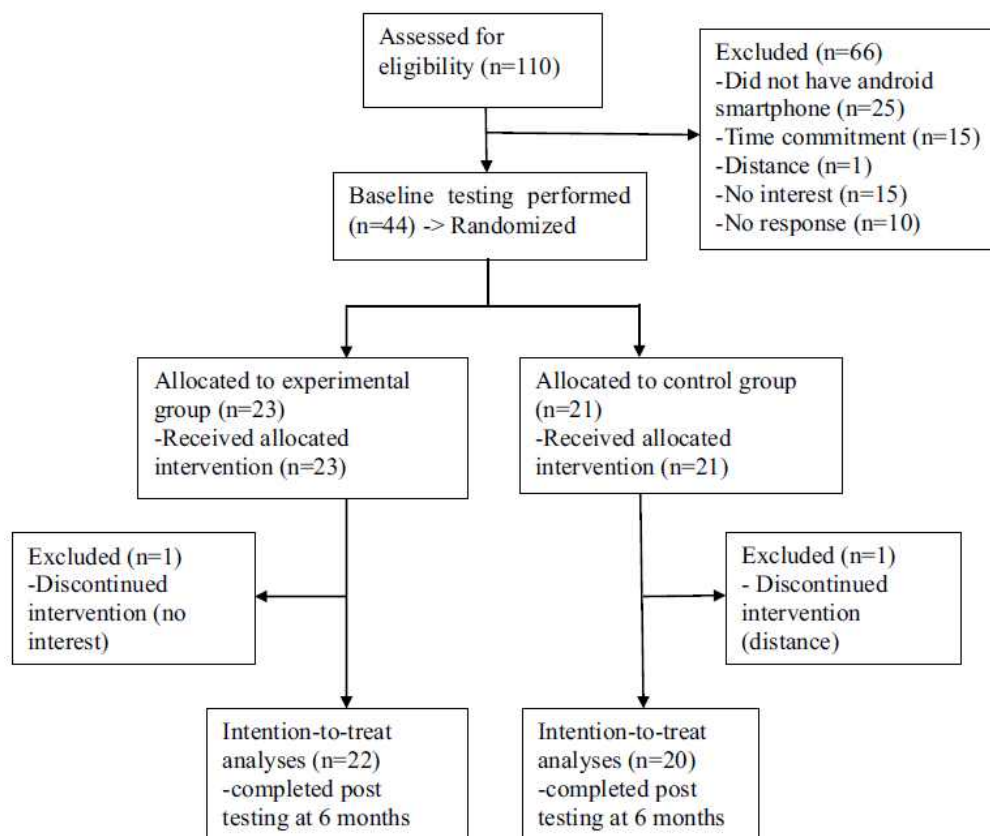 Assessed for
eligibility (n=110)
Excluded (n=66)
-Did not have android
smartphone (n=25)
-Time commitment (n=15)
-Distance (n=1)
-No interest (n=15)
-No response (n=10)
Baseline testing performed
(n=44) -> Randomized
Allocated to experimental
group (n=23)
-Received allocated
intervention (n=23)
Allocated to control group
(n=21)
-Received allocated
intervention (n=21)
Excluded (n=1)
-Discontinued
intervention (no
interest)
Excluded (n=1)
- Discontinued
intervention
(distance)
Intention-to-treat
analyses (n=22)
-completed post
testing at 6 months
Intention-to-treat
analyses (n=20)
-completed post
testing at 6 months